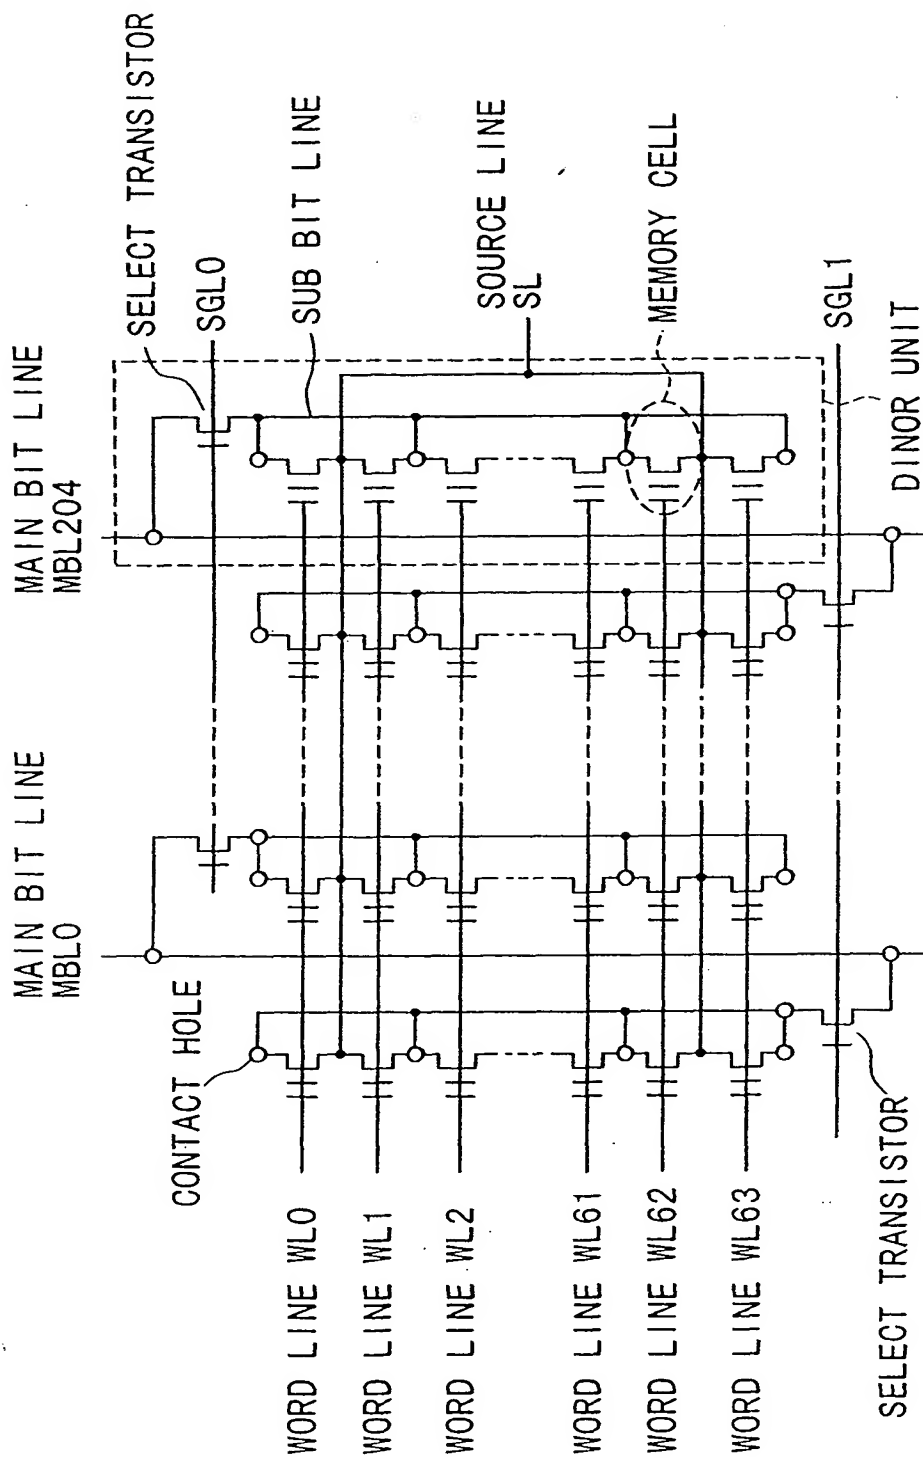 MAIN BIT LINE
MBL0
MAIN BIT LINE
MBL204
SELECT TRANSISTOR
SGL0
SUB BIT LINE
SOURCE LINE
SL
MEMORY CELL
SGL1
DINOR UNIT
CONTACT HOLE
WORD LINE WL0
WORD LINE WL1
WORD LINE WL2
WORD LINE WL61
WORD LINE WL62
WORD LINE WL63
SELECT TRANSISTOR